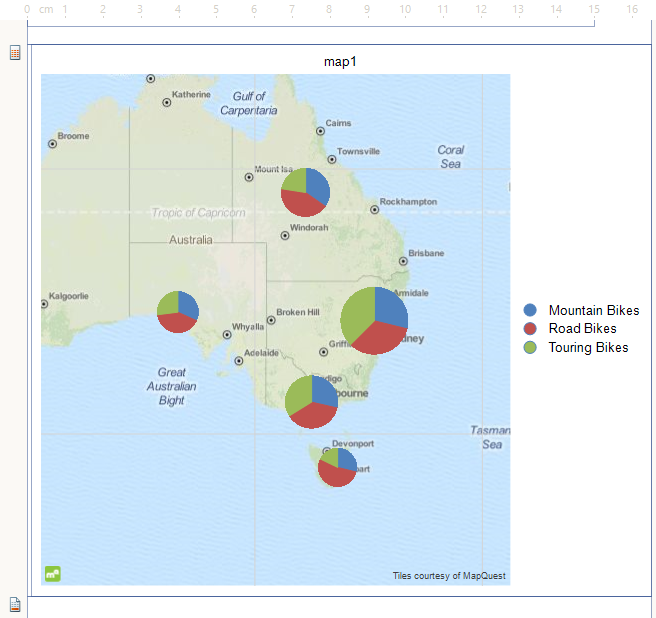 0 cm 1 2 3 4 5 6 7 8 9 10 11 12 13 14 15 16
map1
Katherine
Gulf of
Carpentaria
Broome
Cairns
Townsville
Coral
Sea
Mount Isa
Tropic of Capricorn
Rockhampton
Windorah
Australia
Brisbane
Kalgoorlie
Armidale
Broken Hill
Whyalla
Griffi
dney
Adelaide
Great
Australian
Bight
digo
bourne
Devonport
bart
Tasman
Sea
Mountain Bikes
Road Bikes
Touring Bikes
Tiles courtesy of MapQuest